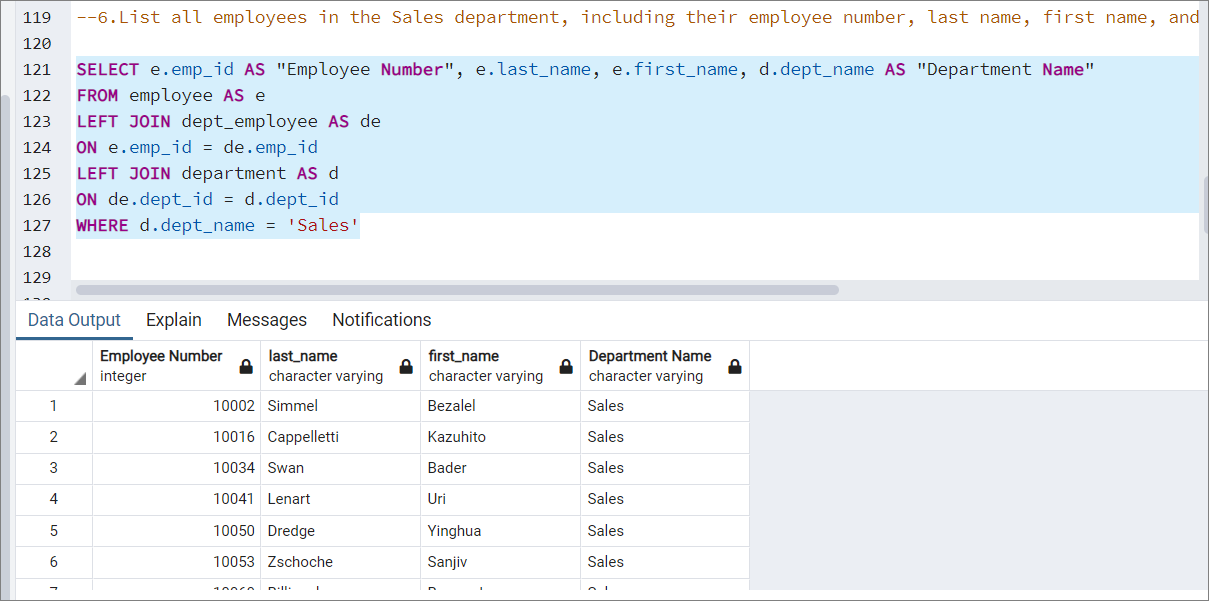 119 --6.List all employees in the Sales department, including their employee number, last name, first name, and
120
121 SELECT e.emp_id AS "Employee Number", e.last_name, e.first_name, d.dept_name AS "Department Name"
122 FROM employee AS e
123 LEFT JOIN dept_employee AS de
124 ON e.emp_id = de.emp_id
125 LEFT JOIN department AS d
126 ON de.dept_id = d.dept_id
127 WHERE d.dept_name = 'Sales'
128
129
Data Output Explain Messages Notifications
Employee Number last_name first_name Department Name
integer character varying character varying character varying
1 10002 Simmel Bezalel Sales
2 10016 Cappelletti Kazuhito Sales
3 10034 Swan Bader Sales
4 10041 Lenart Uri Sales
5 10050 Dredge Yinghua Sales
6 10053 Zschoche Sanjiv Sales